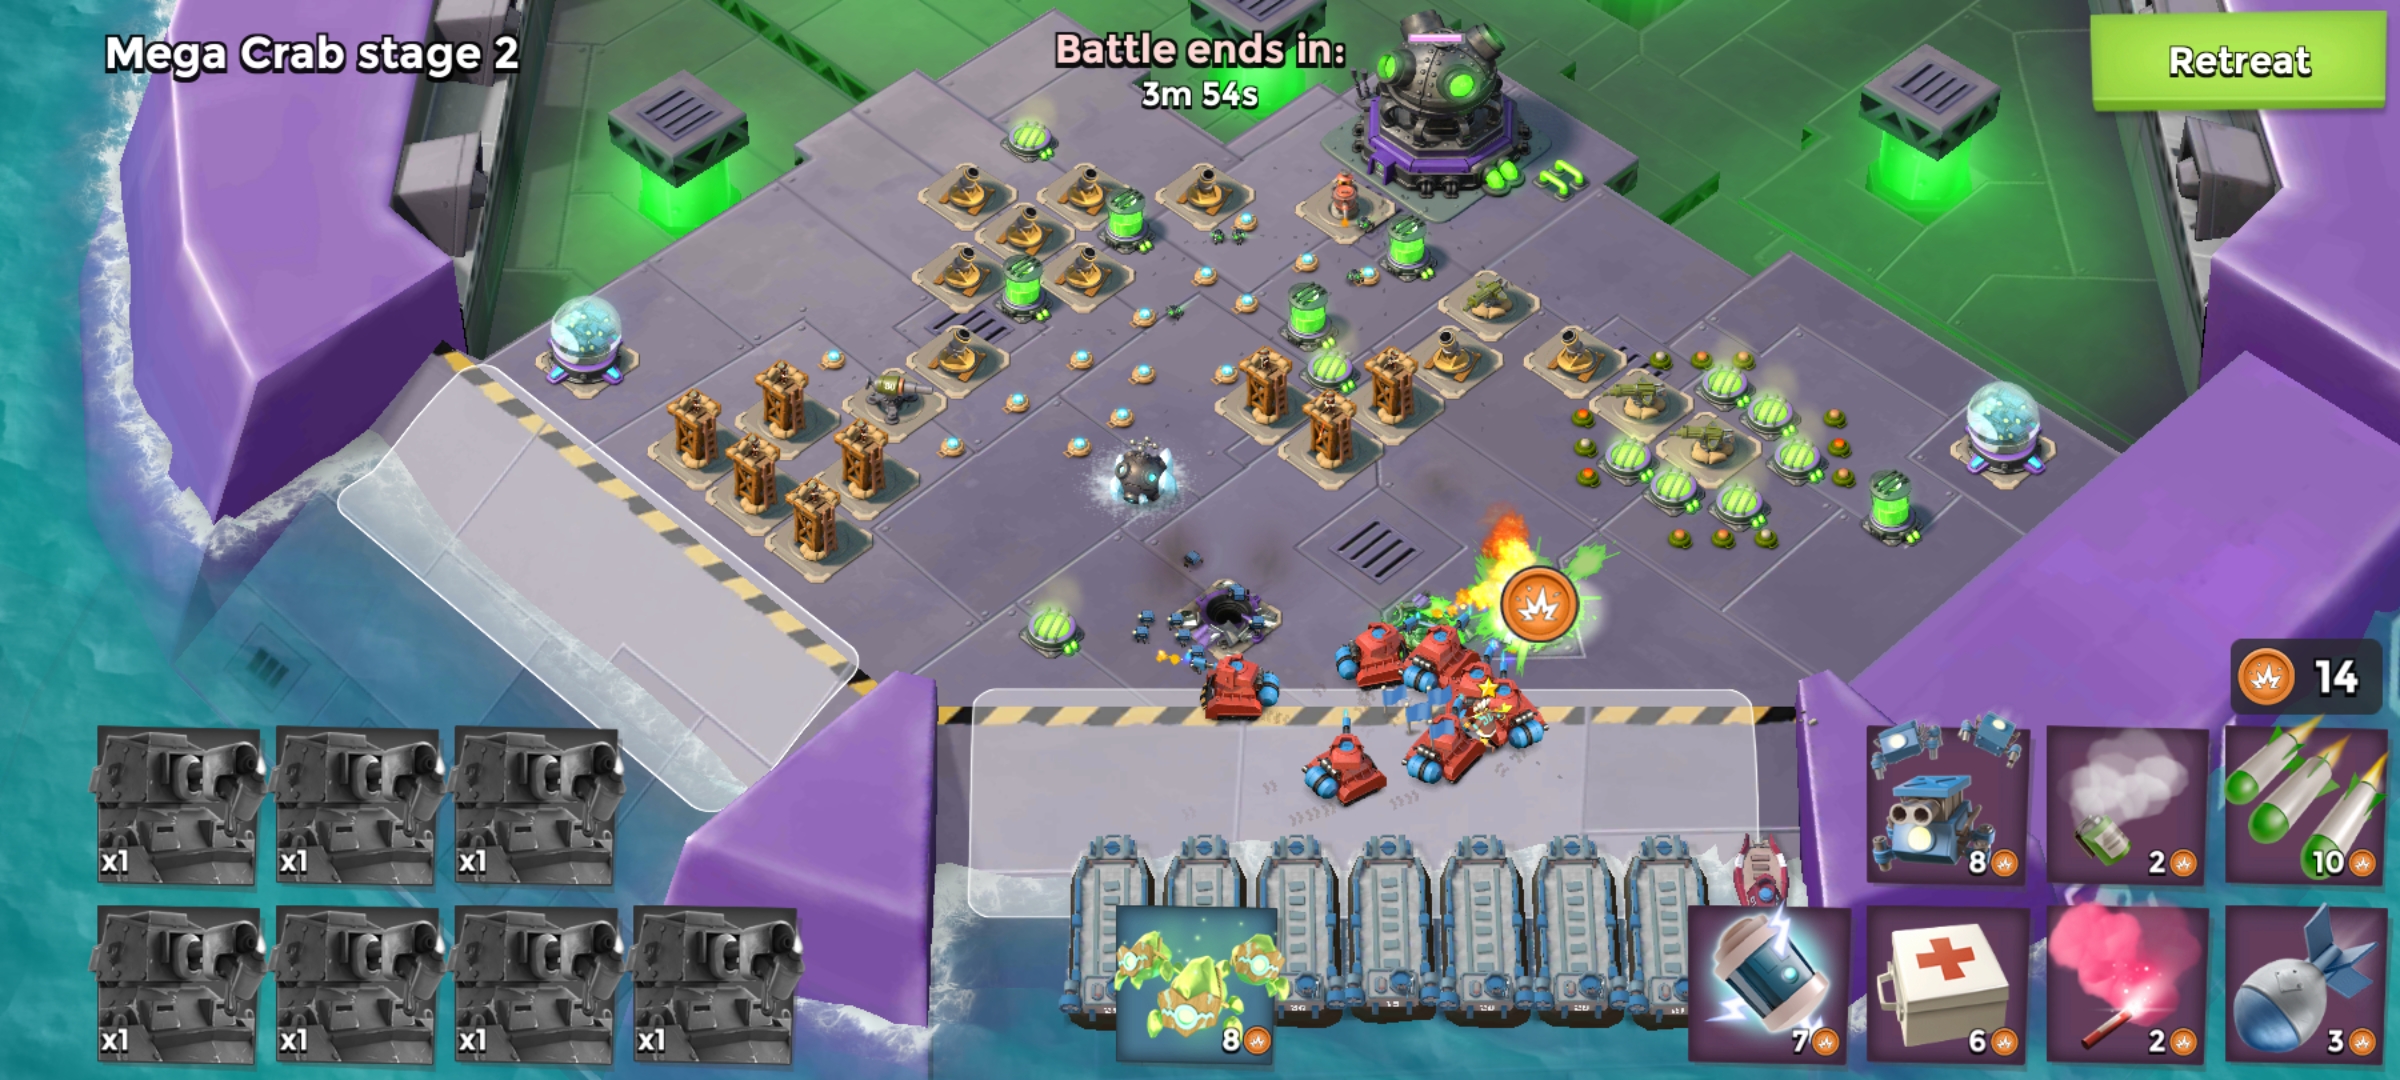 Mega Crab stage 2
Battle ends in:
3m 54s
Retreat
14
x1
x1
x1
8
2
10
x1
x1
x1
x1
8
7
6
2
3